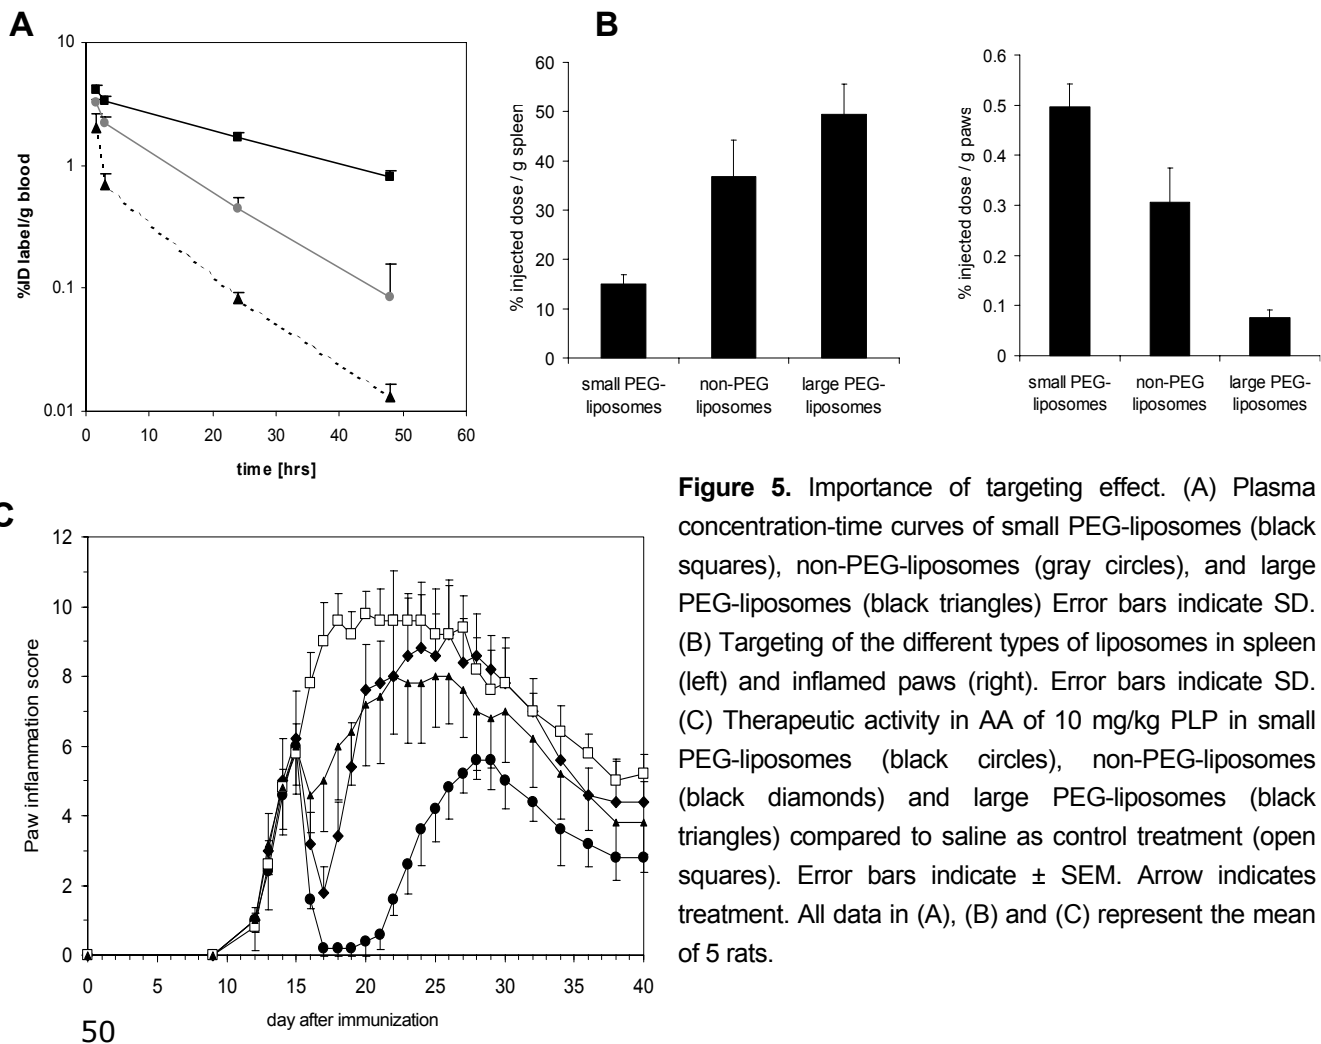 A
10
1
0.1
0.01
%ID label/g blood
0 10 20 30 40 50 60
time [hrs]
B
60
50
40
30
20
10
0
% injected dose / g spleen
small PEG- non-PEG large PEG-
liposomes liposomes liposomes
0.6
0.5
0.4
0.3
0.2
0.1
0
% injected dose / g paws
small PEG- non-PEG large PEG-
liposomes liposomes liposomes
C
12
10
8
6
4
2
0
Paw inflammation score
0 5 10 15 20 25 30 35 40
day after immunization
Figure 5. Importance of targeting effect. (A) Plasma
concentration-time curves of small PEG-liposomes (black
squares), non-PEG-liposomes (gray circles), and large
PEG-liposomes (black triangles) Error bars indicate SD.
(B) Targeting of the different types of liposomes in spleen
(left) and inflamed paws (right). Error bars indicate SD.
(C) Therapeutic activity in AA of 10 mg/kg PLP in small
PEG-liposomes (black circles), non-PEG-liposomes
(black diamonds) and large PEG-liposomes (black
triangles) compared to saline as control treatment (open
squares). Error bars indicate ± SEM. Arrow indicates
treatment. All data in (A), (B) and (C) represent the mean
of 5 rats.
50